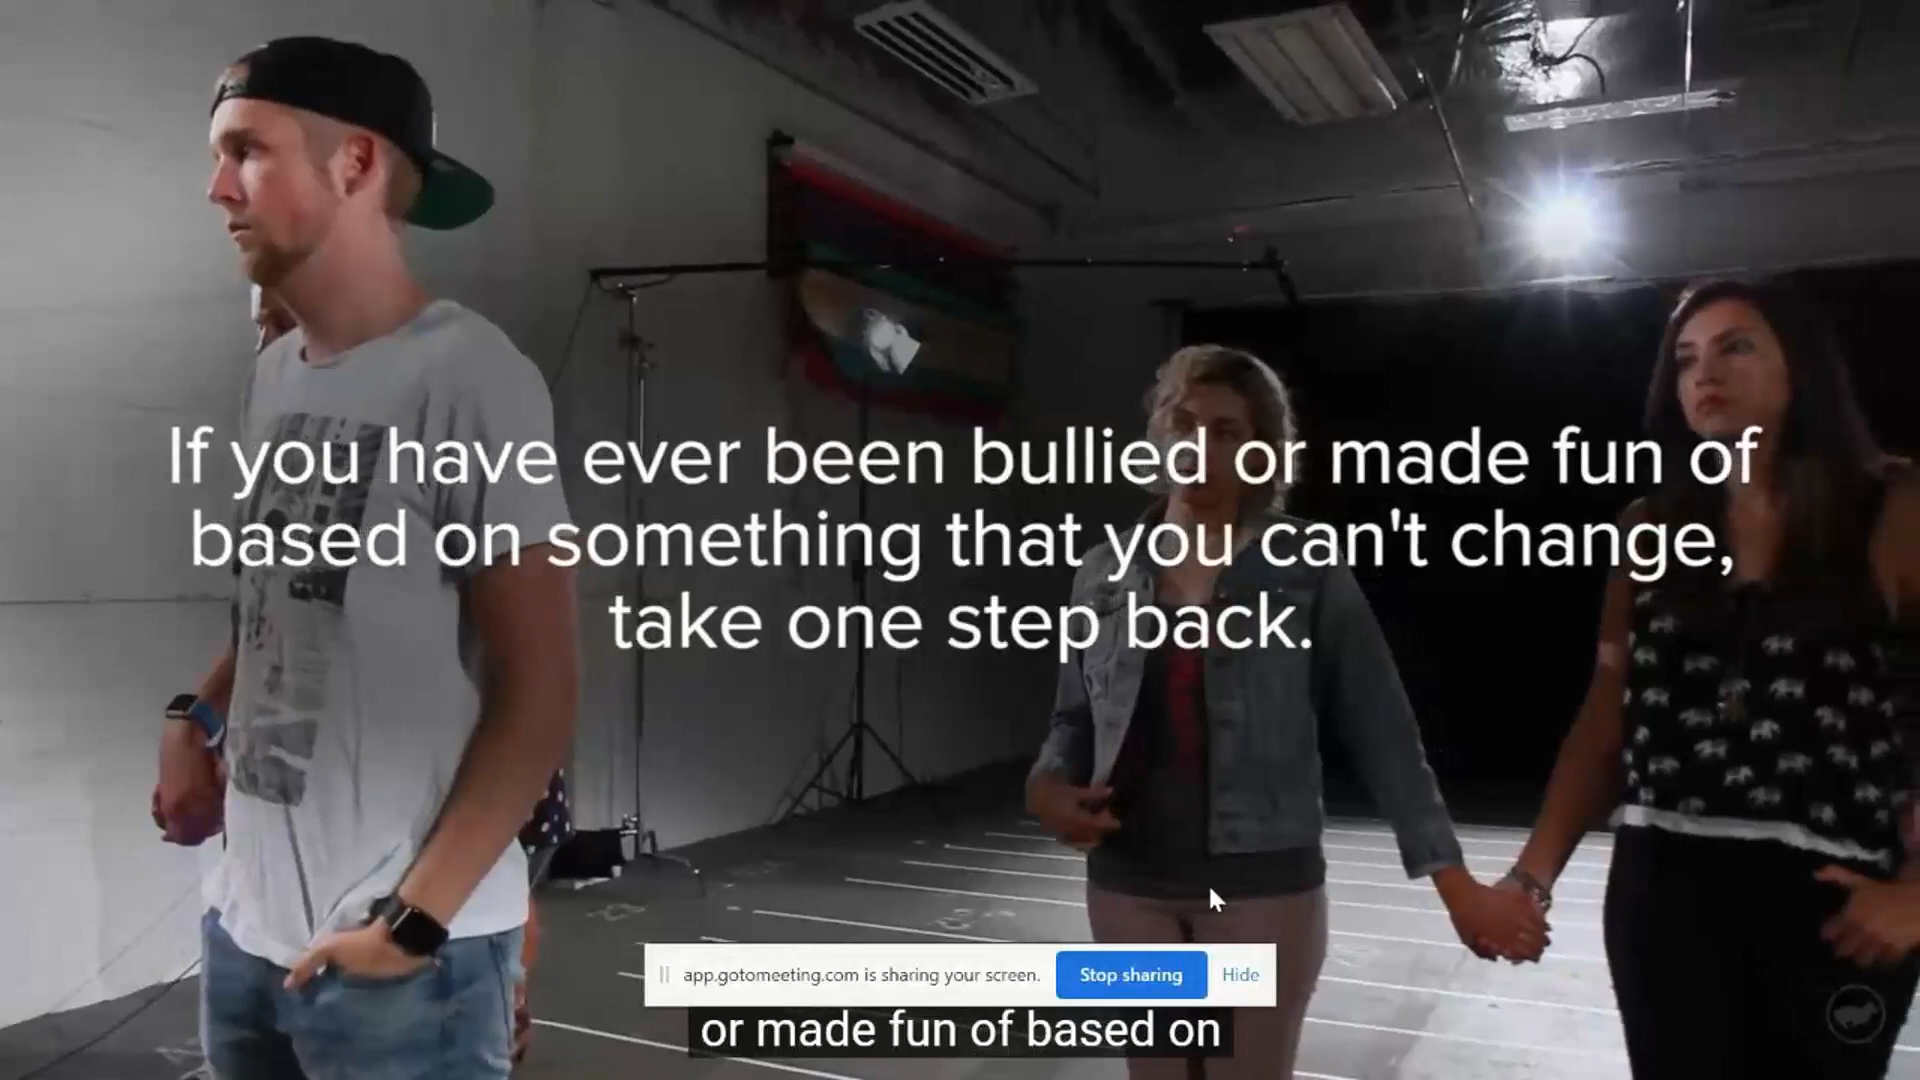 If you have ever been bullied or made fun of
based on something that you can't change,
take one step back.
app.gotomeeting.com is sharing your screen. Stop sharing Hide
or made fun of based on